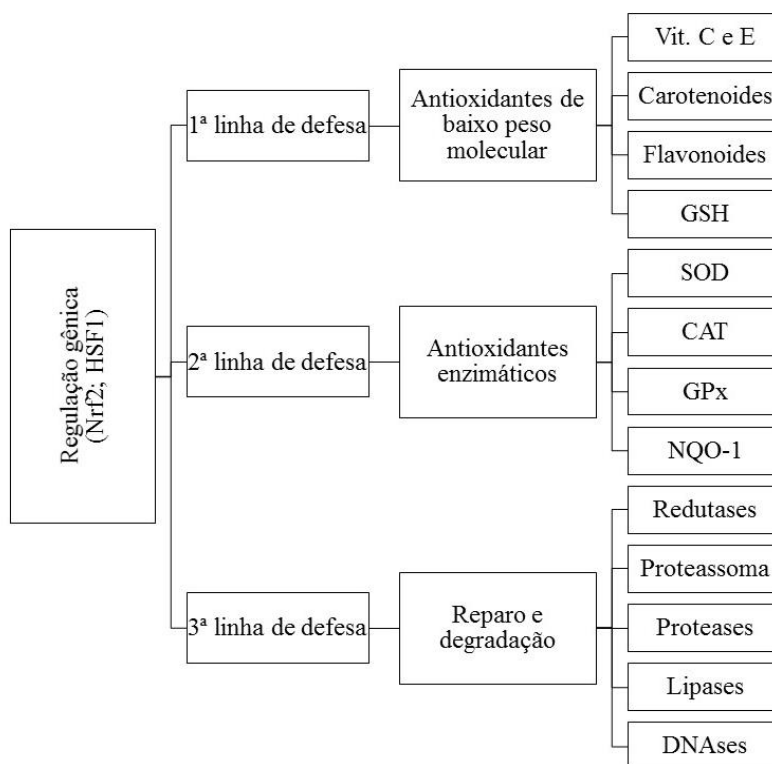 Regulação gênica
(Nrf2; HSF1)
1ª linha de defesa
Antioxidantes de
baixo peso
molecular
Vit. C e E
Carotenoides
Flavonoides
GSH
2ª linha de defesa
Antioxidantes
enzimáticos
SOD
CAT
GPx
NQO-1
3ª linha de defesa
Reparo e
degradação
Redutases
Proteassoma
Proteases
Lipases
DNAses